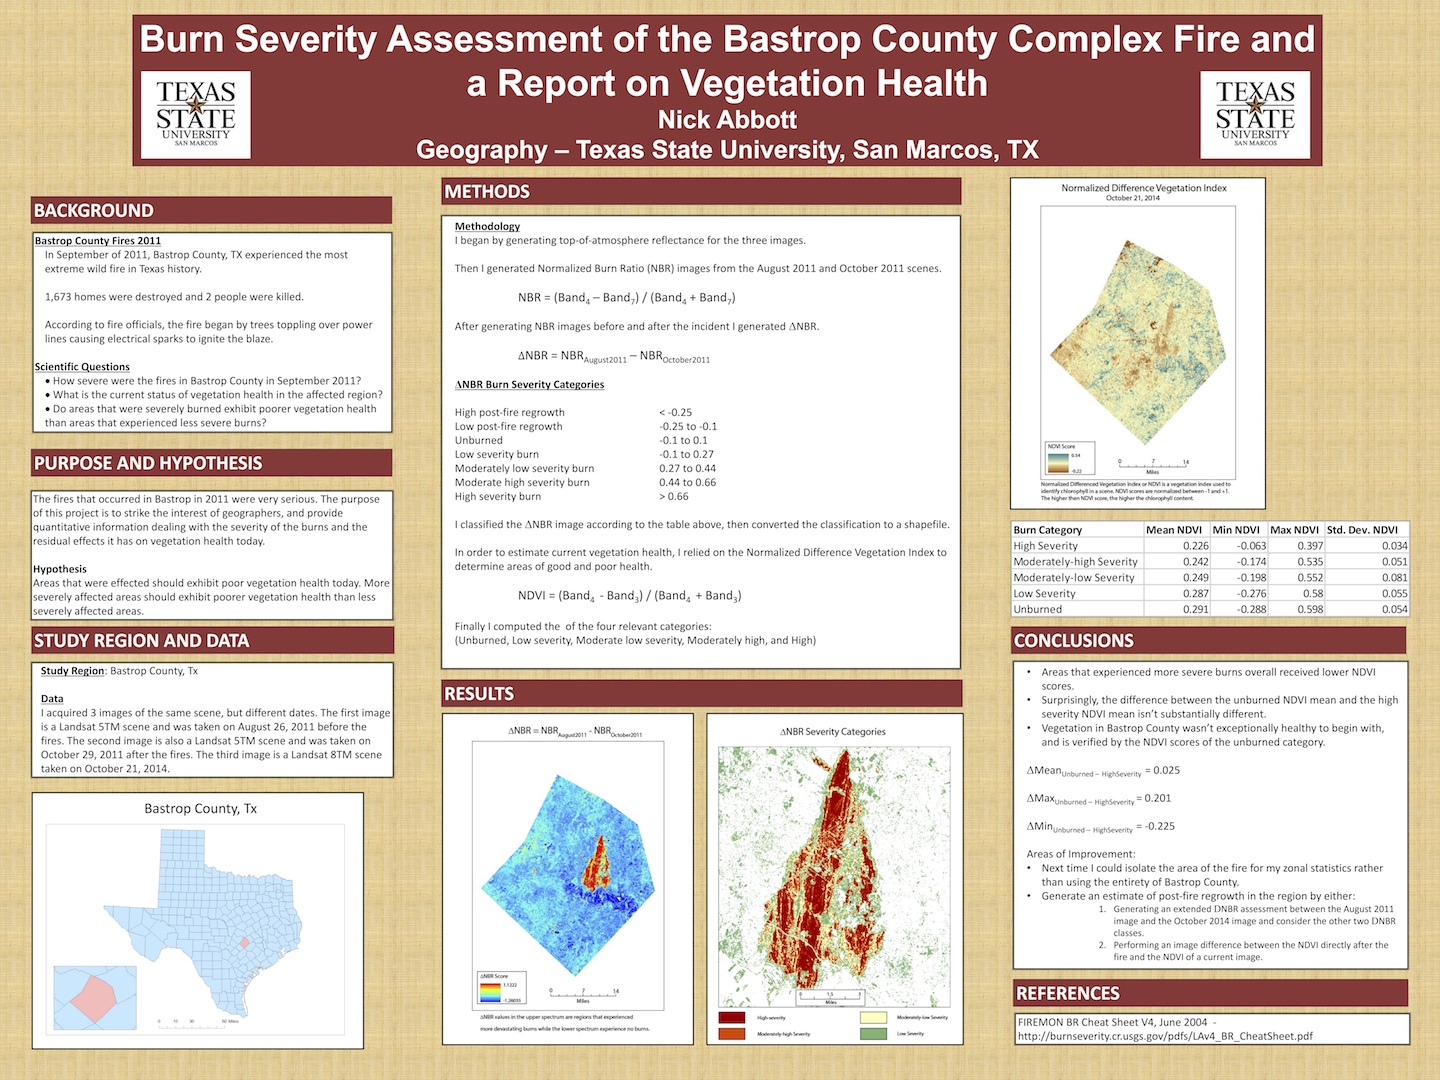 Burn Severity Assessment of the Bastrop County Complex Fire and
a Report on Vegetation Health
Nick Abbott
Geography – Texas State University, San Marcos, TX
TEXAS
STATE
UNIVERSITY
SAN MARCOS
TEXAS
STATE
UNIVERSITY
SAN MARCOS
BACKGROUND
Bastrop County Fires 2011
In September of 2011, Bastrop County, TX experienced the most
extreme wild fire in Texas history.
1,673 homes were destroyed and 2 people were killed.
According to fire officials, the fire began by trees toppling over power
lines causing electrical sparks to ignite the blaze.
Scientific Questions
• How severe were the fires in Bastrop County in September 2011?
• What is the current status of vegetation health in the affected region?
• Do areas that were severely burned exhibit poorer vegetation health
than areas that experienced less severe burns?
PURPOSE AND HYPOTHESIS
The fires that occurred in Bastrop in 2011 were very serious. The purpose
of this project is to strike the interest of geographers, and provide
quantitative information dealing with the severity of the burns and the
residual effects it has on vegetation health today.
Hypothesis
Areas that were effected should exhibit poor vegetation health today. More
severely affected areas should exhibit poorer vegetation health than less
severely affected areas.
STUDY REGION AND DATA
Study Region: Bastrop County, Tx
Data
I acquired 3 images of the same scene, but different dates. The first image
is a Landsat 5TM scene and was taken on August 26, 2011 before the
fires. The second image is also a Landsat 5TM scene and was taken on
October 29, 2011 after the fires. The third image is a Landsat 8TM scene
taken on October 21, 2014.
Bastrop County, Tx
0 15 30 60 Miles
METHODS
Methodology
I began by generating top-of-atmosphere reflectance for the three images.
Then I generated Normalized Burn Ratio (NBR) images from the August 2011 and October 2011 scenes.
NBR = (Band4 – Band7) / (Band4 + Band7)
After generating NBR images before and after the incident I generated ΔNBR.
ΔNBR = NBRAugust2011 – NBROctober2011
ΔNBR Burn Severity Categories
High post-fire regrowth < -0.25
Low post-fire regrowth -0.25 to -0.1
Unburned -0.1 to 0.1
Low severity burn -0.1 to 0.27
Moderately low severity burn 0.27 to 0.44
Moderate high severity burn 0.44 to 0.66
High severity burn > 0.66
I classified the ΔNBR image according to the table above, then converted the classification to a shapefile.
In order to estimate current vegetation health, I relied on the Normalized Difference Vegetation Index to
determine areas of good and poor health.
NDVI = (Band4 - Band3) / (Band4 + Band3)
Finally I computed the of the four relevant categories:
(Unburned, Low severity, Moderate low severity, Moderately high, and High)
RESULTS
ΔNBR = NBRAugust2011 - NBROctober2011
ΔNBR Score
1.1222
-1.26035
0 7 14
Miles
ΔNBR values in the upper spectrum are regions that experienced
more devastating burns while the lower spectrum experience no burns.
ΔNBR Severity Categories
0 1.5 3
Miles
High-severity
Moderately-low Severity
Moderately-high Severity
Low Severity
Normalized Difference Vegetation Index
October 21, 2014
NDVI Score
0.54
-0.22
0 7 14
Miles
Normalized Differenced Vegetation Index or NDVI is a vegetation index used to
identify chlorophyll in a scene. NDVI scores are normalized between -1 and +1.
The higher then NDVI score, the higher the chlorophyll content.
Burn Category Mean NDVI Min NDVI Max NDVI Std. Dev. NDVI
High Severity 0.226 -0.063 0.397 0.034
Moderately-high Severity 0.242 -0.174 0.535 0.051
Moderately-low Severity 0.249 -0.198 0.552 0.081
Low Severity 0.287 -0.276 0.58 0.055
Unburned 0.291 -0.288 0.598 0.054
CONCLUSIONS
• Areas that experienced more severe burns overall received lower NDVI
scores.
• Surprisingly, the difference between the unburned NDVI mean and the high
severity NDVI mean isn't substantially different.
• Vegetation in Bastrop County wasn't exceptionally healthy to begin with,
and is verified by the NDVI scores of the unburned category.
ΔMeanUnburned – HighSeverity = 0.025
ΔMaxUnburned – HighSeverity = 0.201
ΔMinUnburned – HighSeverity = -0.225
Areas of Improvement:
• Next time I could isolate the area of the fire for my zonal statistics rather
than using the entirety of Bastrop County.
• Generate an estimate of post-fire regrowth in the region by either:
1. Generating an extended DNBR assessment between the August 2011
image and the October 2014 image and consider the other two DNBR
classes.
2. Performing an image difference between the NDVI directly after the
fire and the NDVI of a current image.
REFERENCES
FIREMON BR Cheat Sheet V4, June 2004 -
http://burnseverity.cr.usgs.gov/pdfs/LAv4_BR_CheatSheet.pdf